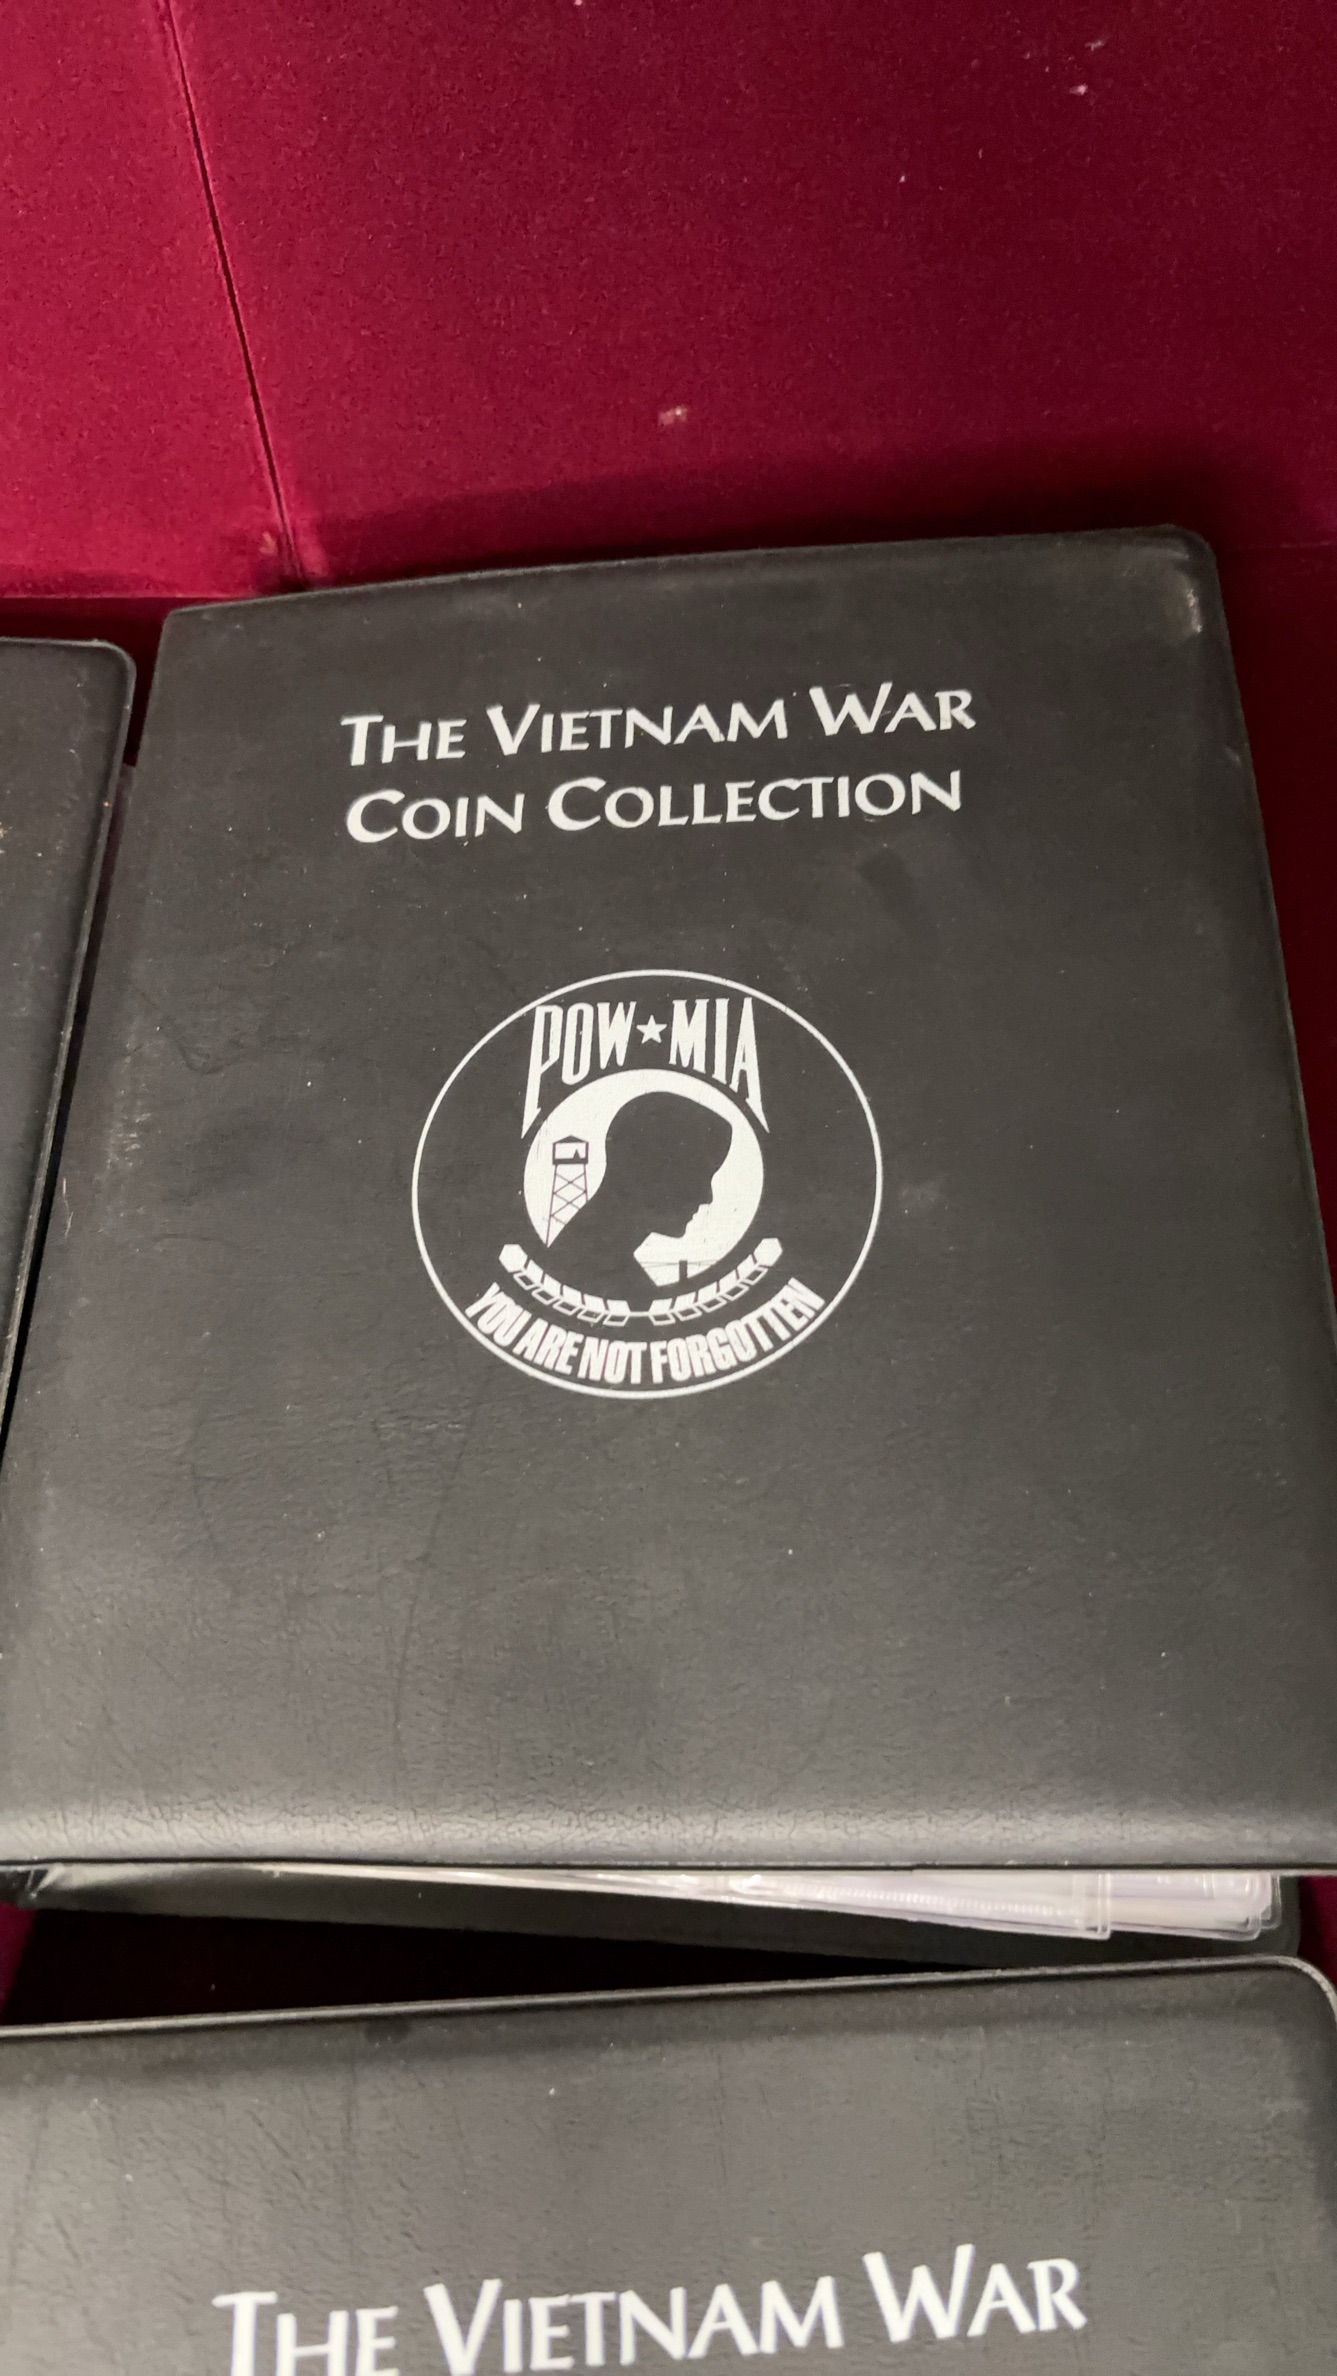 THE VIETNAM WAR
COIN COLLECTION
POW★MIA
YOU ARE NOT FORGOTTEN
THE VIETNAM WAR